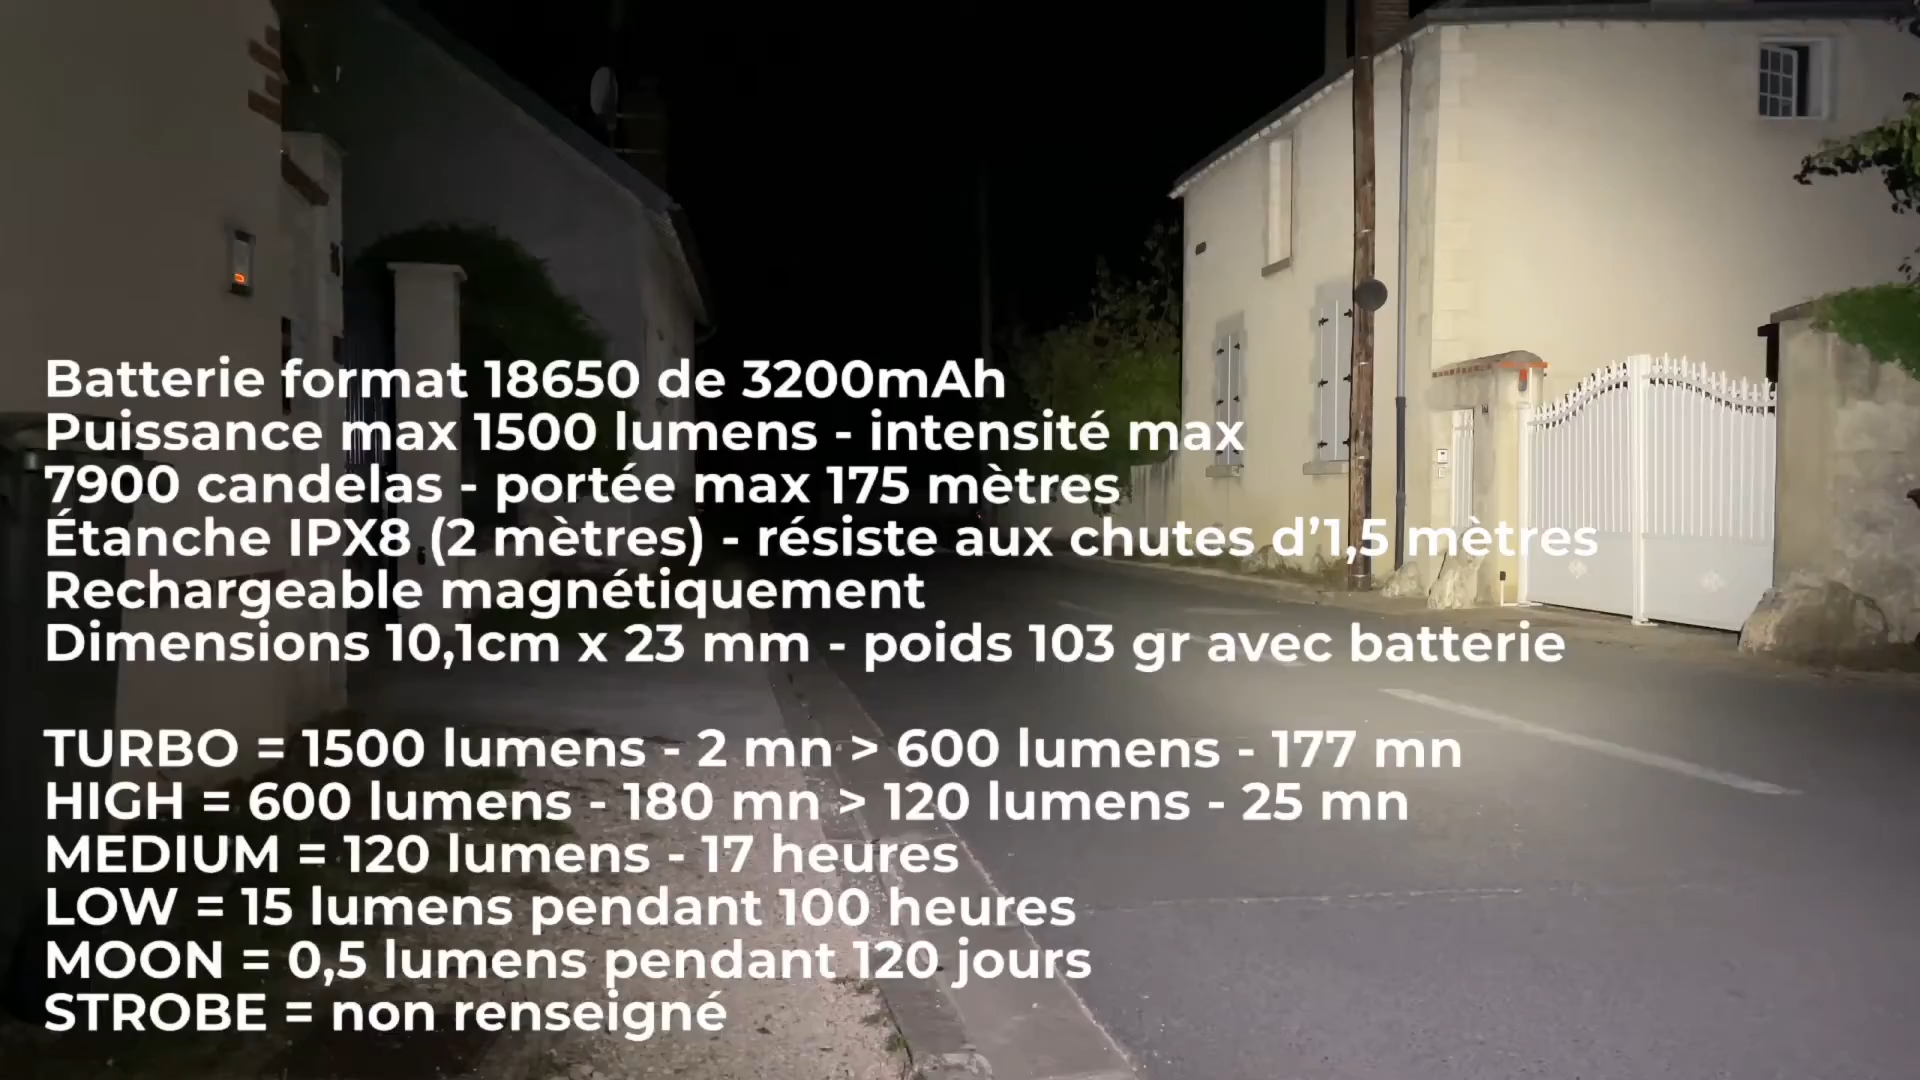 Batterie format 18650 de 3200mAh
Puissance max 1500 lumens - intensité max
7900 candelas - portée max 175 mètres
Étanche IPX8 (2 mètres) - résiste aux chutes d’1,5 mètres
Rechargeable magnétiquement
Dimensions 10,1cm x 23 mm - poids 103 gr avec batterie
TURBO = 1500 lumens - 2 mn > 600 lumens - 177 mn
HIGH = 600 lumens - 180 mn > 120 lumens - 25 mn
MEDIUM = 120 lumens - 17 heures
LOW = 15 lumens pendant 100 heures
MOON = 0,5 lumens pendant 120 jours
STROBE = non renseigné